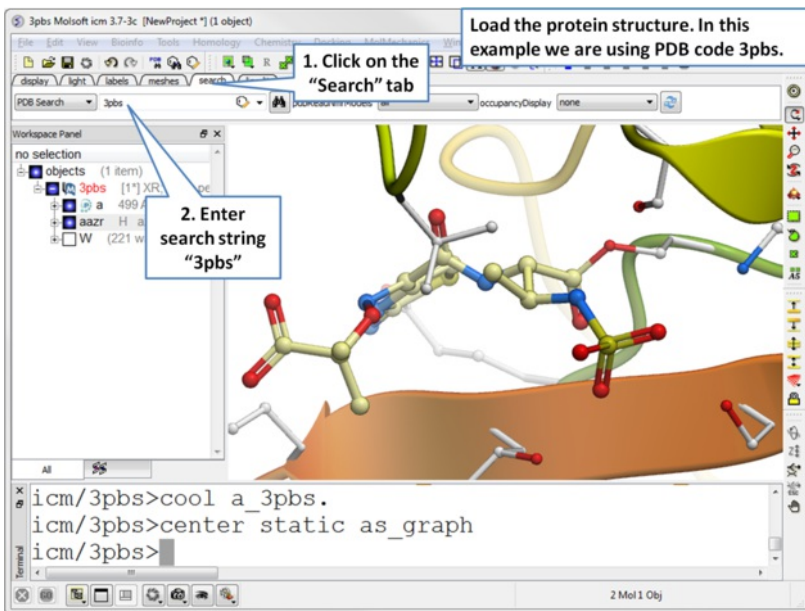 3pbs Molsoft icm 3.7-3c [NewProject *] (1 object)
Load the protein structure. In this
example we are using PDB code 3pbs.
File Edit View Bioinfo Tools Homology Chemistry Docking MolMechanics
1. Click on the
“Search” tab
display light labels meshes search
PDB Search 3pbs occupancyDisplay none
Workspace Panel
no selection
objects (1 item)
3pbs [1*] XR,
a 499
aazr H
W (221 w
2. Enter
search string
“3pbs”
All
icm/3pbs>cool a_3pbs.
icm/3pbs>center static as_graph
icm/3pbs>
Terminal
2 Mol 1 Obj